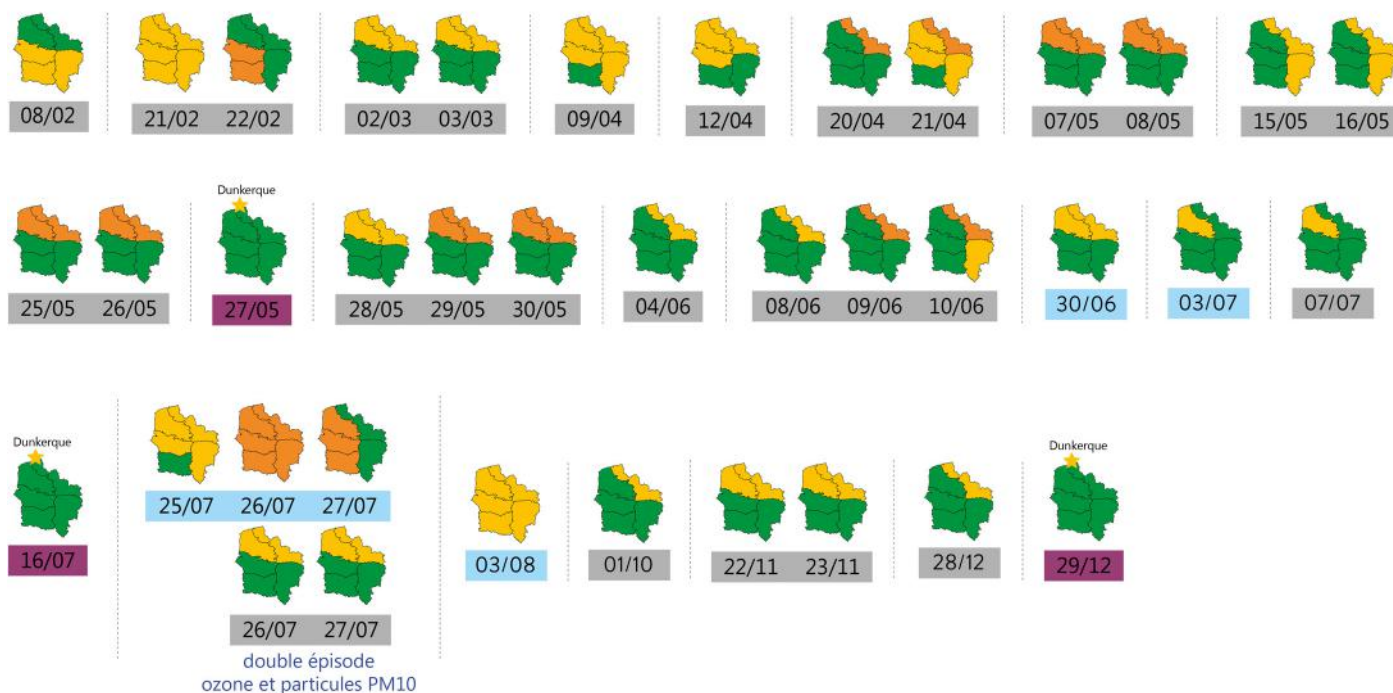 08/02
21/02 22/02
02/03 03/03
09/04
12/04
20/04 21/04
07/05 08/05
15/05 16/05
25/05 26/05
Dunkerque
27/05
28/05 29/05 30/05
04/06
08/06 09/06 10/06
30/06
03/07
07/07
Dunkerque
16/07
25/07 26/07 27/07
26/07 27/07
double épisode
ozone et particules PM10
03/08
01/10
22/11 23/11
28/12
Dunkerque
29/12